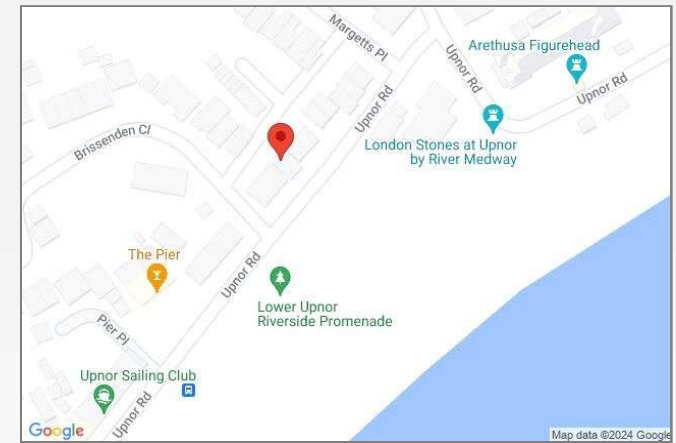 Margetts Pl
Arethusa Figurehead
Upnor Rd
Upnor Rd
Upnor Rd
London Stones at Upnor
by River Medway
Brissenden Cl
The Pier
Upnor Rd
Lower Upnor
Riverside Promenade
Pier Pl
Upnor Sailing Club
Upnor Rd
Google
Map data ©2024 Google